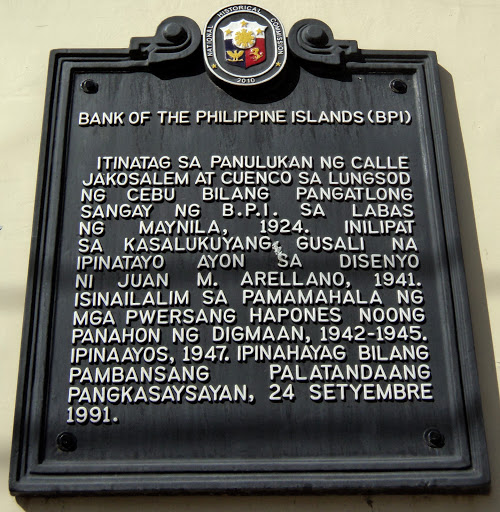 NATIONAL HISTORICAL COMMISSION
2010
BANK OF THE PHILIPPINE ISLANDS (BPI)
ITINATAG SA PANULUKAN NG CALLE
JAKOSALEM AT CUENCO SA LUNGSOD
NG CEBU BILANG PANGATLONG
SANGAY NG B.P.I. SA LABAS
NG MAYNILA, 1924. INILIPAT
SA KASALUKUYANG GUSALI NA
IPINATAYO AYON SA DISENYO
NI JUAN M. ARELLANO, 1941.
ISINAILALIM SA PAMAMAHALA NG
MGA PWERSANG HAPONES NOONG
PANAHON NG DIGMAAN, 1942-1945.
IPINAAYOS, 1947. IPINAHAYAG BILANG
PAMBANSANG PALATANDAANG
PANGKASAYSAYAN, 24 SETYEMBRE
1991.